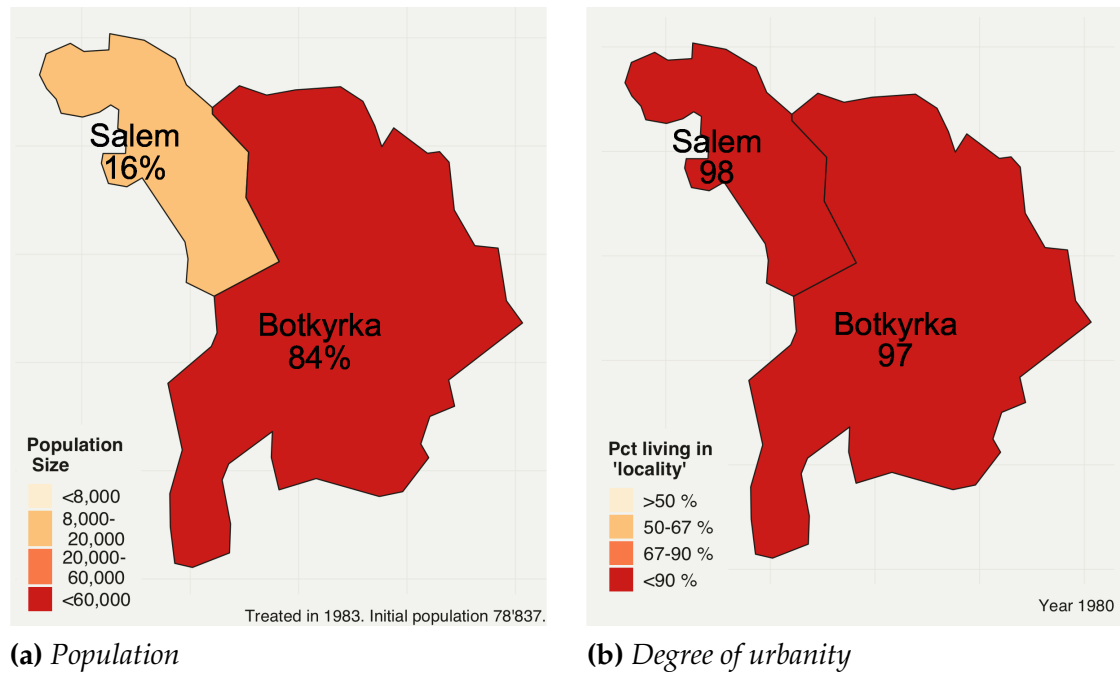 Salem
16%
Botkyrka
84%
Population
Size
<8,000
8,000-
20,000
20,000-
60,000
<60,000
Treated in 1983. Initial population 78'837.
(a) Population
Salem
98
Botkyrka
97
Pct living in
'locality'
>50 %
50-67 %
67-90 %
<90 %
Year 1980
(b) Degree of urbanity